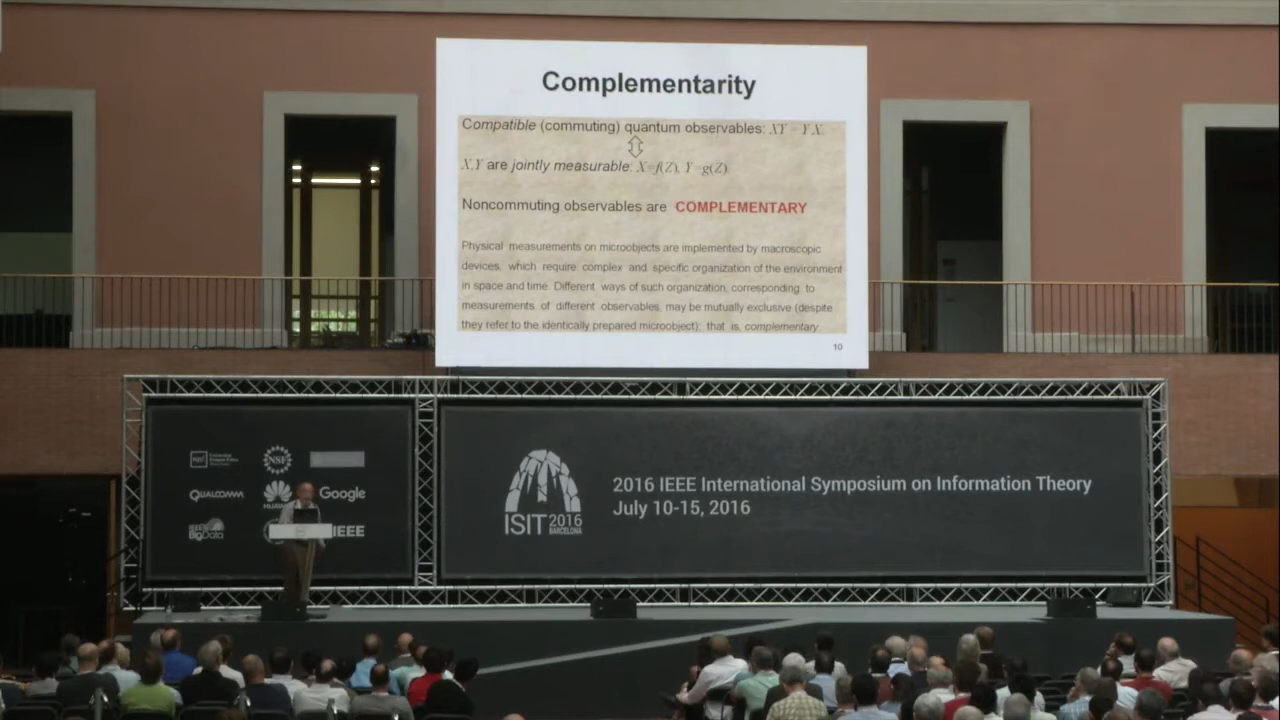 Complementarity
Compatible (commuting) quantum observables: XY = YX.
X,Y are jointly measurable: X=f(Z), Y=g(Z)
Noncommuting observables are COMPLEMENTARY
Physical measurements on microobjects are implemented by macroscopic
devices, which require complex and specific organization of the environment
in space and time. Different ways of such organization, corresponding to
measurements of different observables, may be mutually exclusive (despite
they refer to the identically prepared microobject); that is, complementary.
10
NSF
QUALCOMM
Google
BigData
IEEE
ISIT 2016
BARCELONA
2016 IEEE International Symposium on Information Theory
July 10-15, 2016